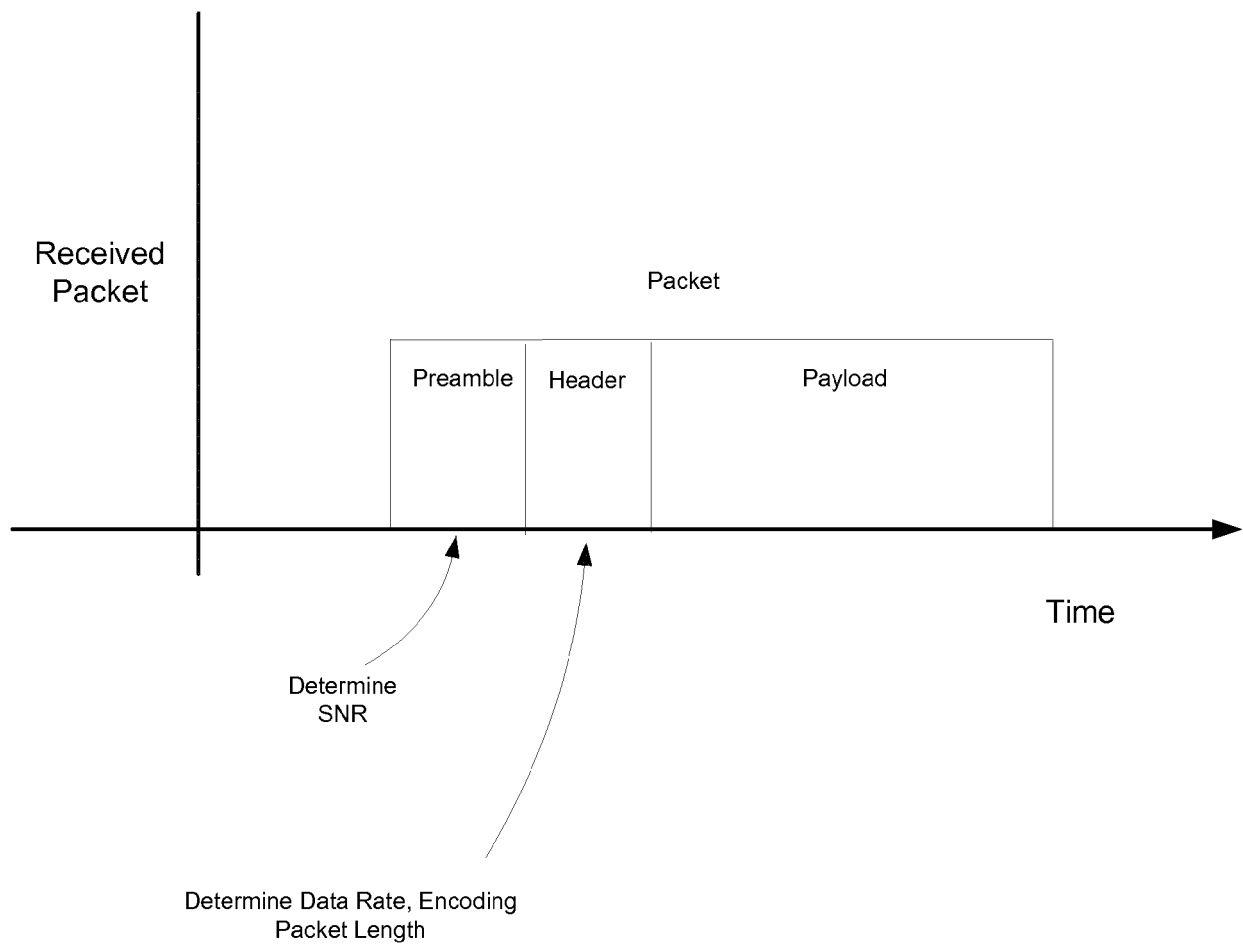 Received
Packet
Packet
Preamble
Header
Payload
Time
Determine
SNR
Determine Data Rate, Encoding
Packet Length